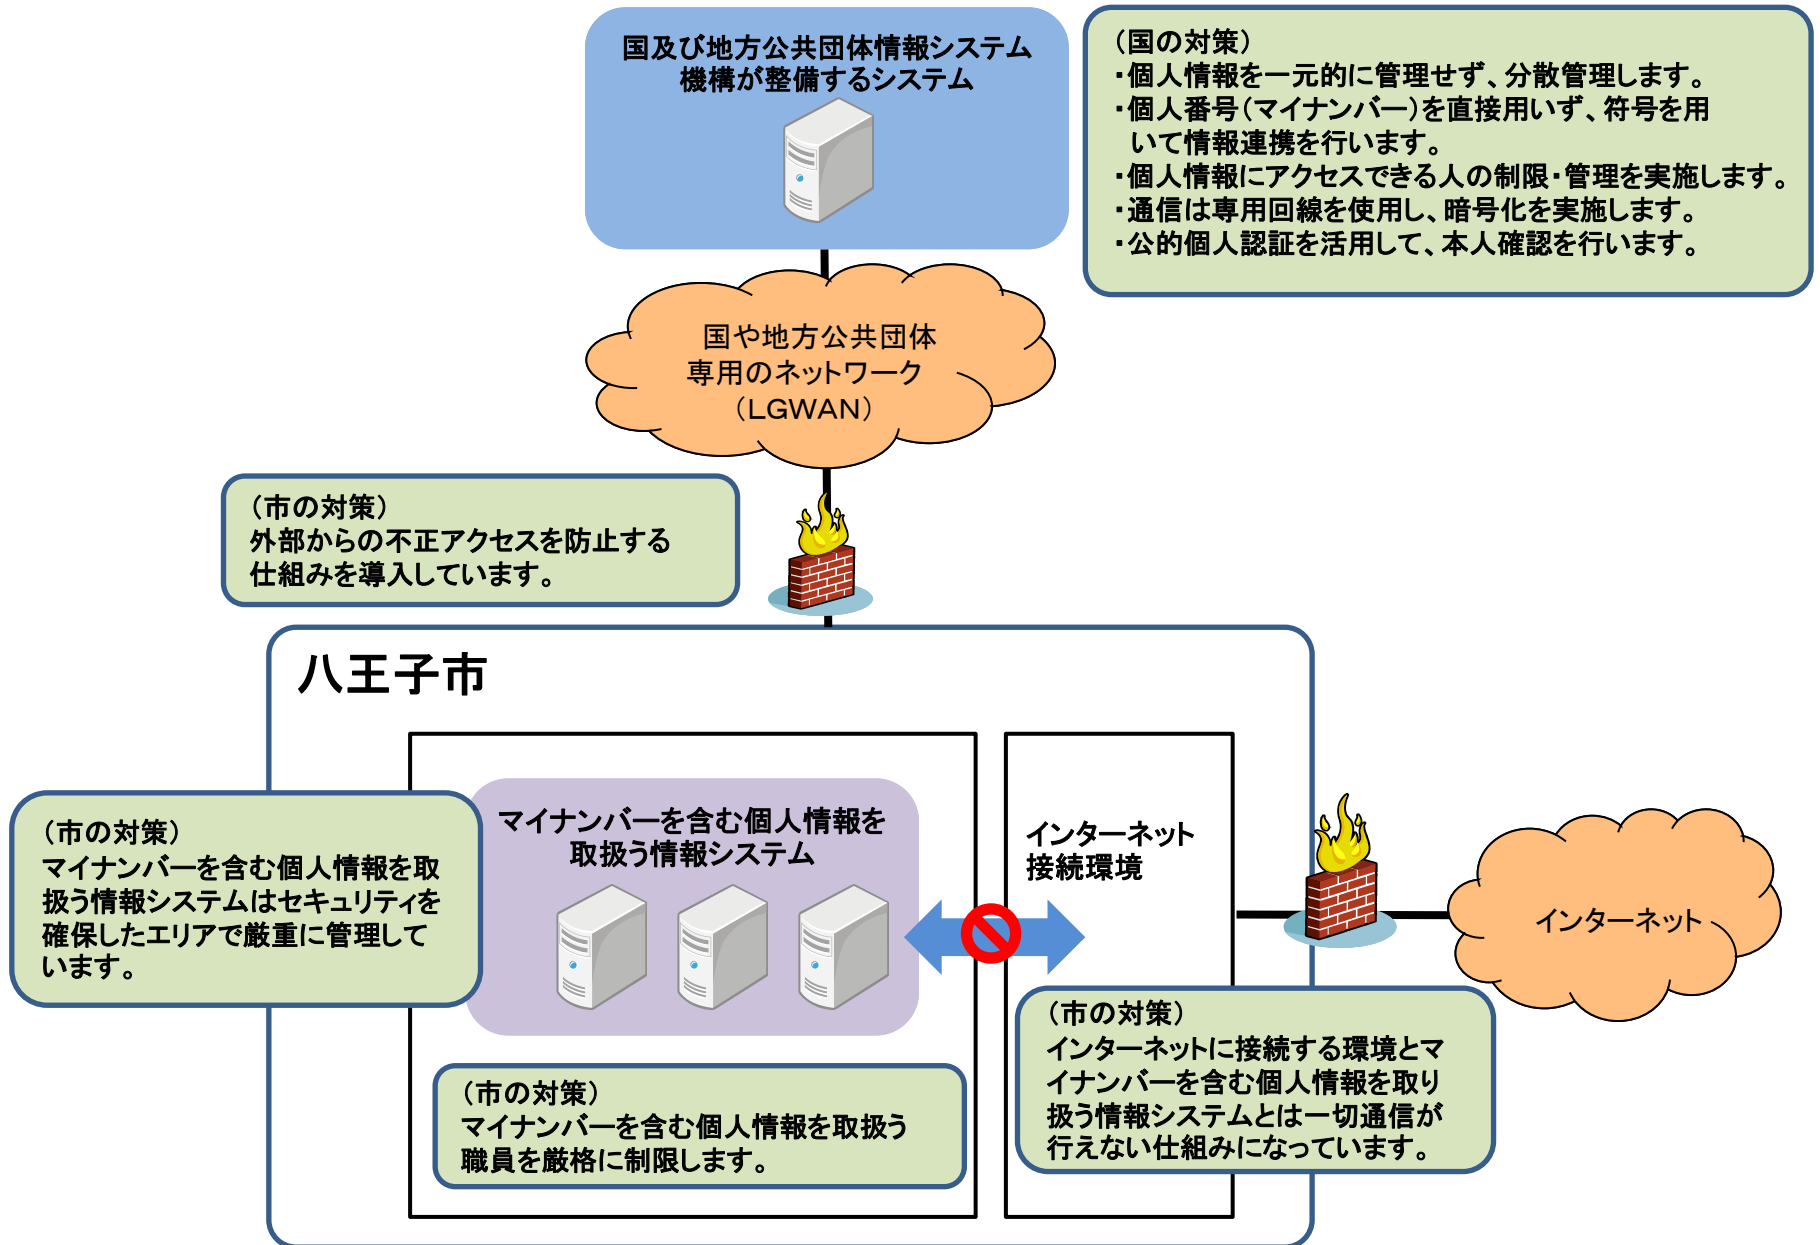 国及び地方公共団体情報システム
機構が整備するシステム
（国の対策）
・個人情報を一元的に管理せず、分散管理します。
・個人番号（マイナンバー）を直接用いず、符号を用
いて情報連携を行います。
・個人情報にアクセスできる人の制限・管理を実施します。
・通信は専用回線を使用し、暗号化を実施します。
・公的個人認証を活用して、本人確認を行います。
国や地方公共団体
専用のネットワーク
（ＬＧＷＡＮ）
（市の対策）
外部からの不正アクセスを防止する
仕組みを導入しています。
八王子市
（市の対策）
マイナンバーを含む個人情報を取
扱う情報システムはセキュリティを
確保したエリアで厳重に管理して
います。
マイナンバーを含む個人情報を
取扱う情報システム
インターネット
接続環境
インターネット
（市の対策）
マイナンバーを含む個人情報を取扱う
職員を厳格に制限します。
（市の対策）
インターネットに接続する環境とマ
イナンバーを含む個人情報を取り
扱う情報システムとは一切通信が
行えない仕組みになっています。